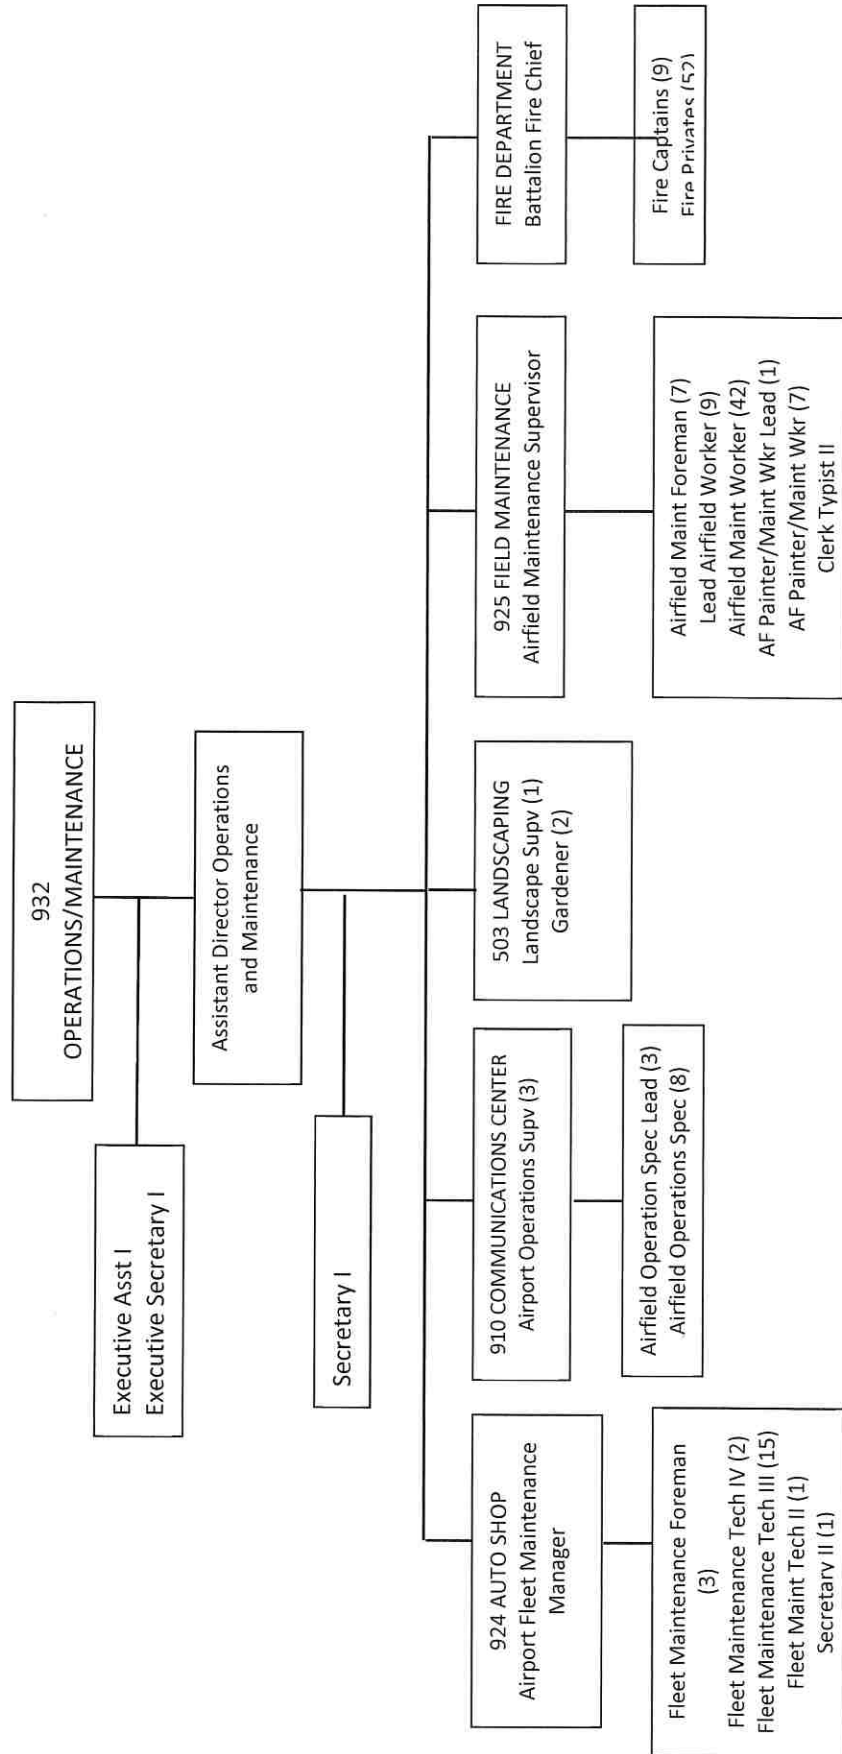 932
OPERATIONS/MAINTENANCE
Executive Asst I
Executive Secretary I
Assistant Director Operations
and Maintenance
Secretary I
924 AUTO SHOP
Airport Fleet Maintenance
Manager
Fleet Maintenance Foreman
(3)
Fleet Maintenance Tech IV (2)
Fleet Maintenance Tech III (15)
Fleet Maint Tech II (1)
Secretary II (1)
910 COMMUNICATIONS CENTER
Airport Operations Supv (3)
Airfield Operation Spec Lead (3)
Airfield Operations Spec (8)
503 LANDSCAPING
Landscape Supv (1)
Gardener (2)
925 FIELD MAINTENANCE
Airfield Maintenance Supervisor
Airfield Maint Foreman (7)
Lead Airfield Worker (9)
Airfield Maint Worker (42)
AF Painter/Maint Wkr Lead (1)
AF Painter/Maint Wkr (7)
Clerk Typist II
FIRE DEPARTMENT
Battalion Fire Chief
Fire Captains (9)
Fire Privates (52)